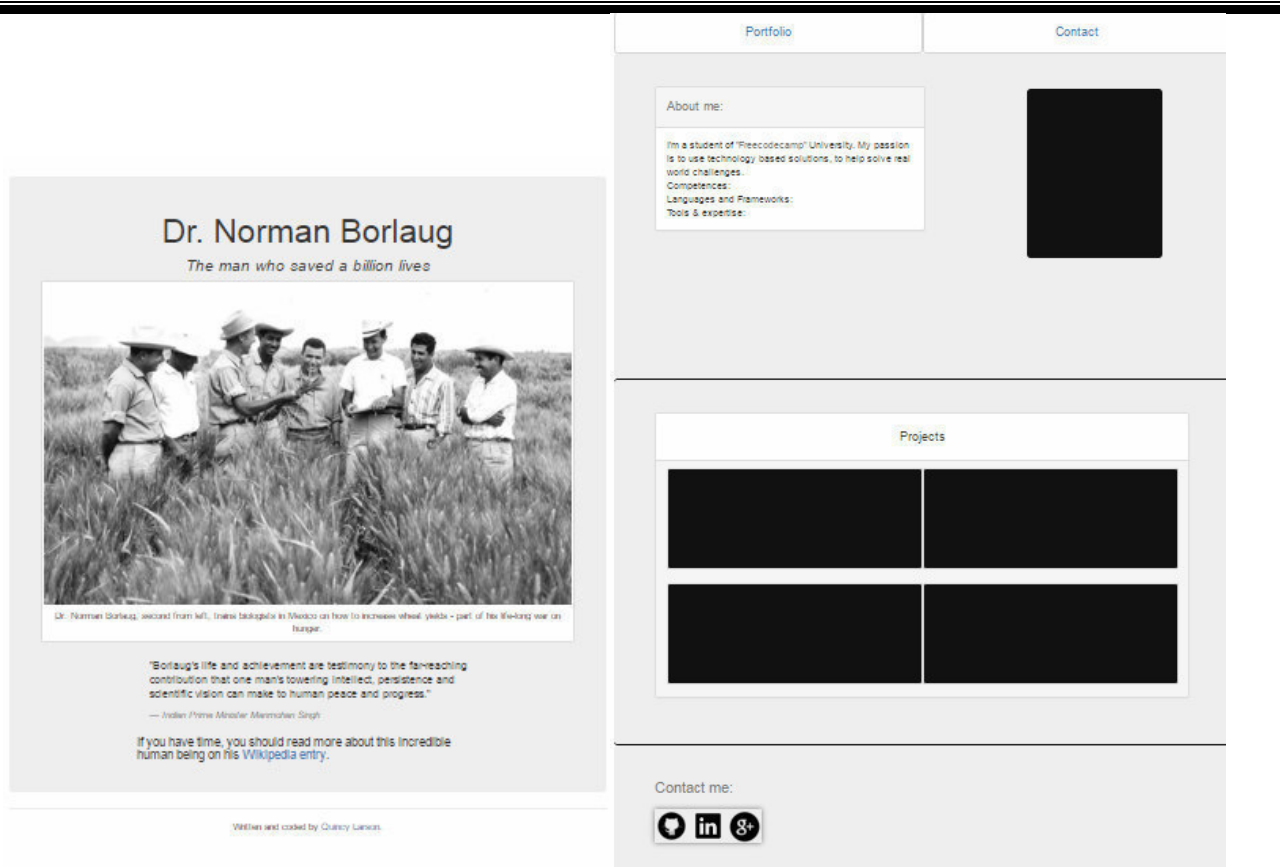 Dr. Norman Borlaug
The man who saved a billion lives
Dr. Norman Borlaug, second from left, trains biologists in Mexico on how to increase wheat yields - part of his life-long war on
hunger.
"Borlaug's life and achievement are testimony to the far-reaching
contribution that one man's towering intellect, persistence and
scientific vision can make to human peace and progress."
— Indian Prime Minister Manmohan Singh
If you have time, you should read more about this incredible
human being on his Wikipedia entry.
Written and coded by Quincy Larson.
Portfolio
Contact
About me:
I'm a student of "Freecodecamp" University. My passion
is to use technology based solutions, to help solve real
world challenges.
Competences:
Languages and Frameworks:
Tools & expertise:
Projects
Contact me:
in
g+